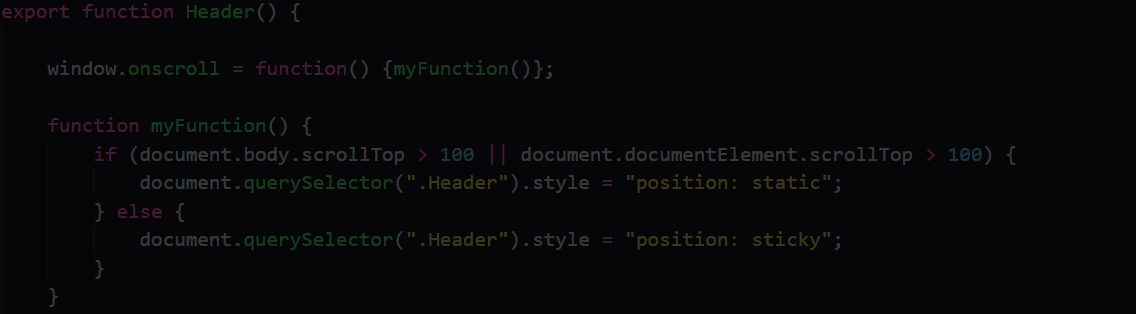 export function Header() {
window.onscroll = function() {myFunction()};
function myFunction() {
if (document.body.scrollTop > 100 || document.documentElement.scrollTop > 100) {
document.querySelector(".Header").style = "position: static";
} else {
document.querySelector(".Header").style = "position: sticky";
}
}